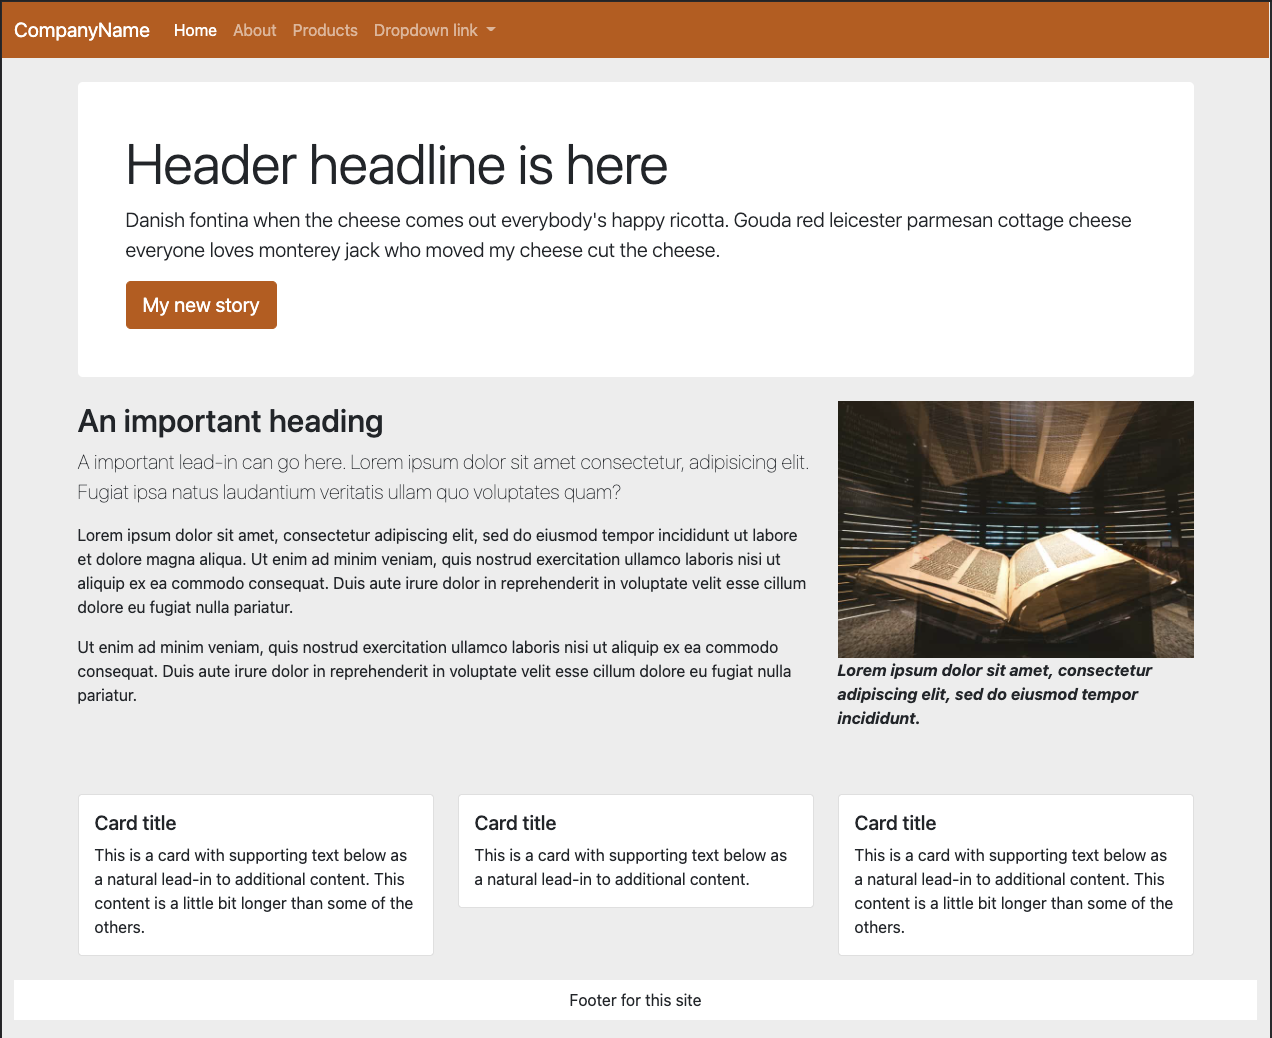 CompanyName Home About Products Dropdown link
Header headline is here
Danish fontina when the cheese comes out everybody's happy ricotta. Gouda red leicester parmesan cottage cheese
everyone loves monterey jack who moved my cheese cut the cheese.
My new story
An important heading
A important lead-in can go here. Lorem ipsum dolor sit amet consectetur, adipisicing elit.
Fugiat ipsa natus laudantium veritatis ullam quo voluptates quam?
Lorem ipsum dolor sit amet, consectetur adipiscing elit, sed do eiusmod tempor incididunt ut labore
et dolore magna aliqua. Ut enim ad minim veniam, quis nostrud exercitation ullamco laboris nisi ut
aliquip ex ea commodo consequat. Duis aute irure dolor in reprehenderit in voluptate velit esse cillum
dolore eu fugiat nulla pariatur.
Ut enim ad minim veniam, quis nostrud exercitation ullamco laboris nisi ut aliquip ex ea commodo
consequat. Duis aute irure dolor in reprehenderit in voluptate velit esse cillum dolore eu fugiat nulla
pariatur.
Lorem ipsum dolor sit amet, consectetur
adipiscing elit, sed do eiusmod tempor
incididunt.
Card title
This is a card with supporting text below as
a natural lead-in to additional content. This
content is a little bit longer than some of the
others.
Card title
This is a card with supporting text below as
a natural lead-in to additional content.
Card title
This is a card with supporting text below as
a natural lead-in to additional content. This
content is a little bit longer than some of the
others.
Footer for this site